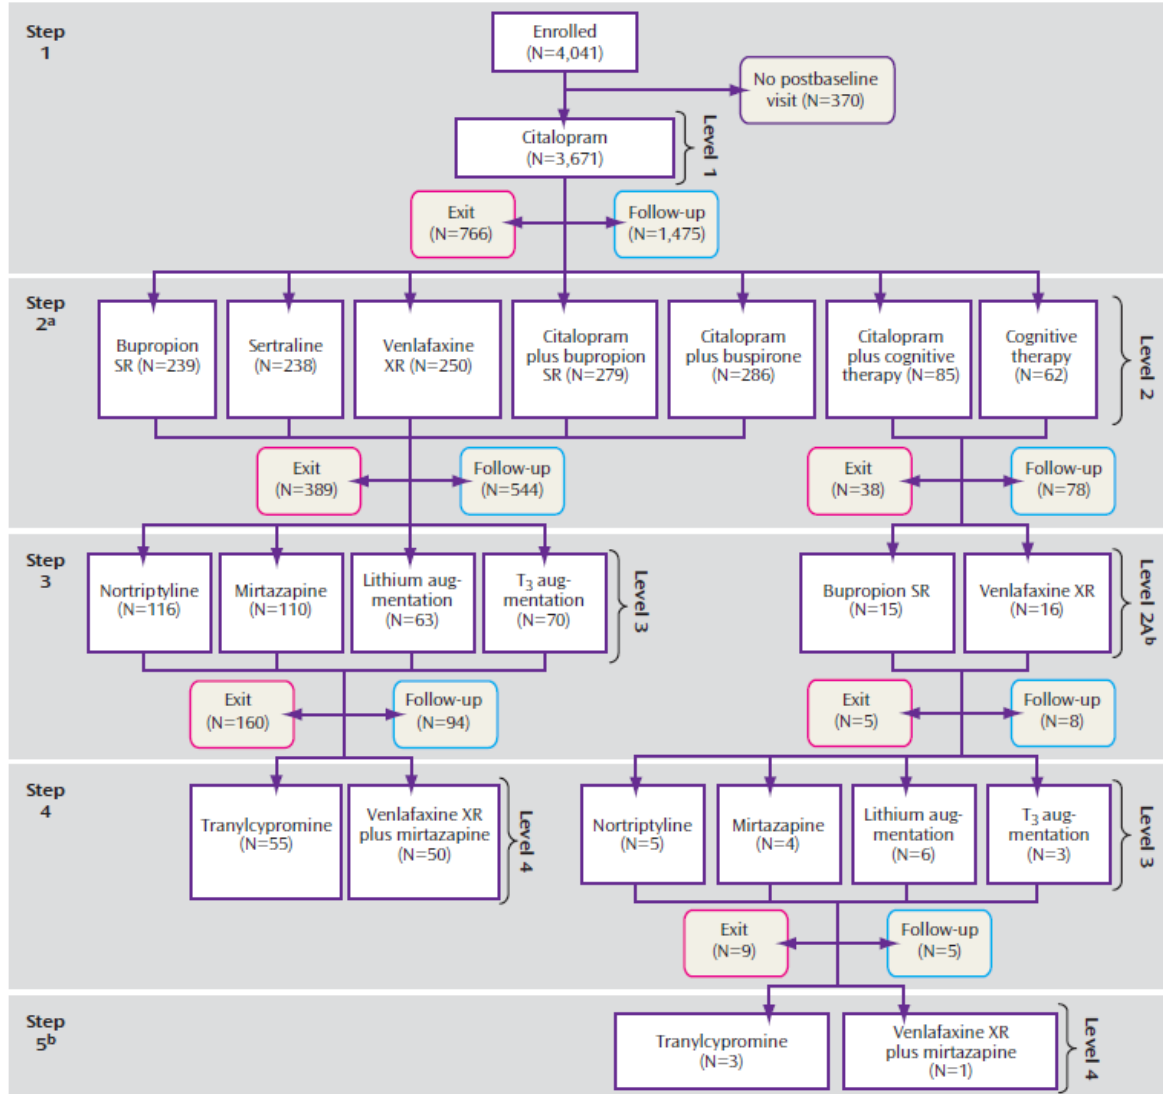 Step
1
Enrolled
(N=4,041)
No postbaseline
visit (N=370)
Citalopram
(N=3,671)
Level 1
Exit
(N=766)
Follow-up
(N=1,475)
Step
2a
Bupropion
SR (N=239)
Sertraline
(N=238)
Venlafaxine
XR (N=250)
Citalopram
plus bupropion
SR (N=279)
Citalopram
plus buspirone
(N=286)
Citalopram
plus cognitive
therapy (N=85)
Cognitive
therapy
(N=62)
Level 2
Exit
(N=389)
Follow-up
(N=544)
Exit
(N=38)
Follow-up
(N=78)
Step
3
Nortriptyline
(N=116)
Mirtazapine
(N=110)
Lithium aug-
mentation
(N=63)
T3 aug-
mentation
(N=70)
Level 3
Bupropion SR
(N=15)
Venlafaxine XR
(N=16)
Level 2Ab
Exit
(N=160)
Follow-up
(N=94)
Exit
(N=5)
Follow-up
(N=8)
Step
4
Tranylcypromine
(N=55)
Venlafaxine XR
plus mirtazapine
(N=50)
Level 4
Nortriptyline
(N=5)
Mirtazapine
(N=4)
Lithium aug-
mentation
(N=6)
T3 aug-
mentation
(N=3)
Level 3
Exit
(N=9)
Follow-up
(N=5)
Step
5b
Tranylcypromine
(N=3)
Venlafaxine XR
plus mirtazapine
(N=1)
Level 4